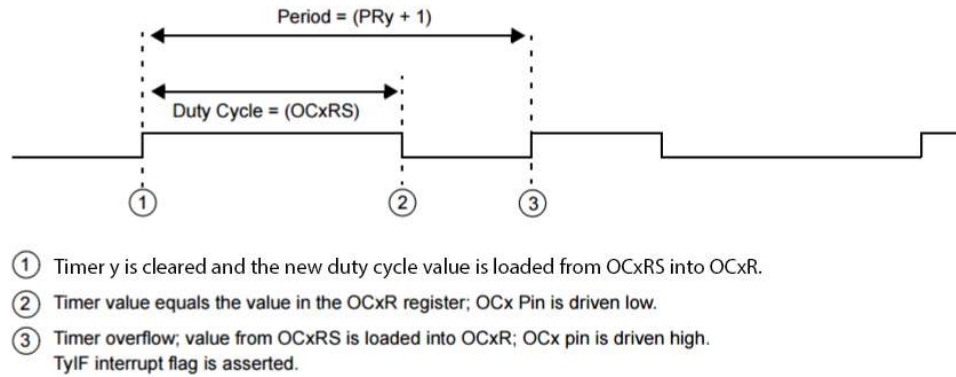 Period = (PRy + 1)
Duty Cycle = (OCxRS)
1 2 3
1 Timer y is cleared and the new duty cycle value is loaded from OCxRS into OCxR.
2 Timer value equals the value in the OCxR register; OCx Pin is driven low.
3 Timer overflow; value from OCxRS is loaded into OCxR; OCx pin is driven high.
TyIF interrupt flag is asserted.